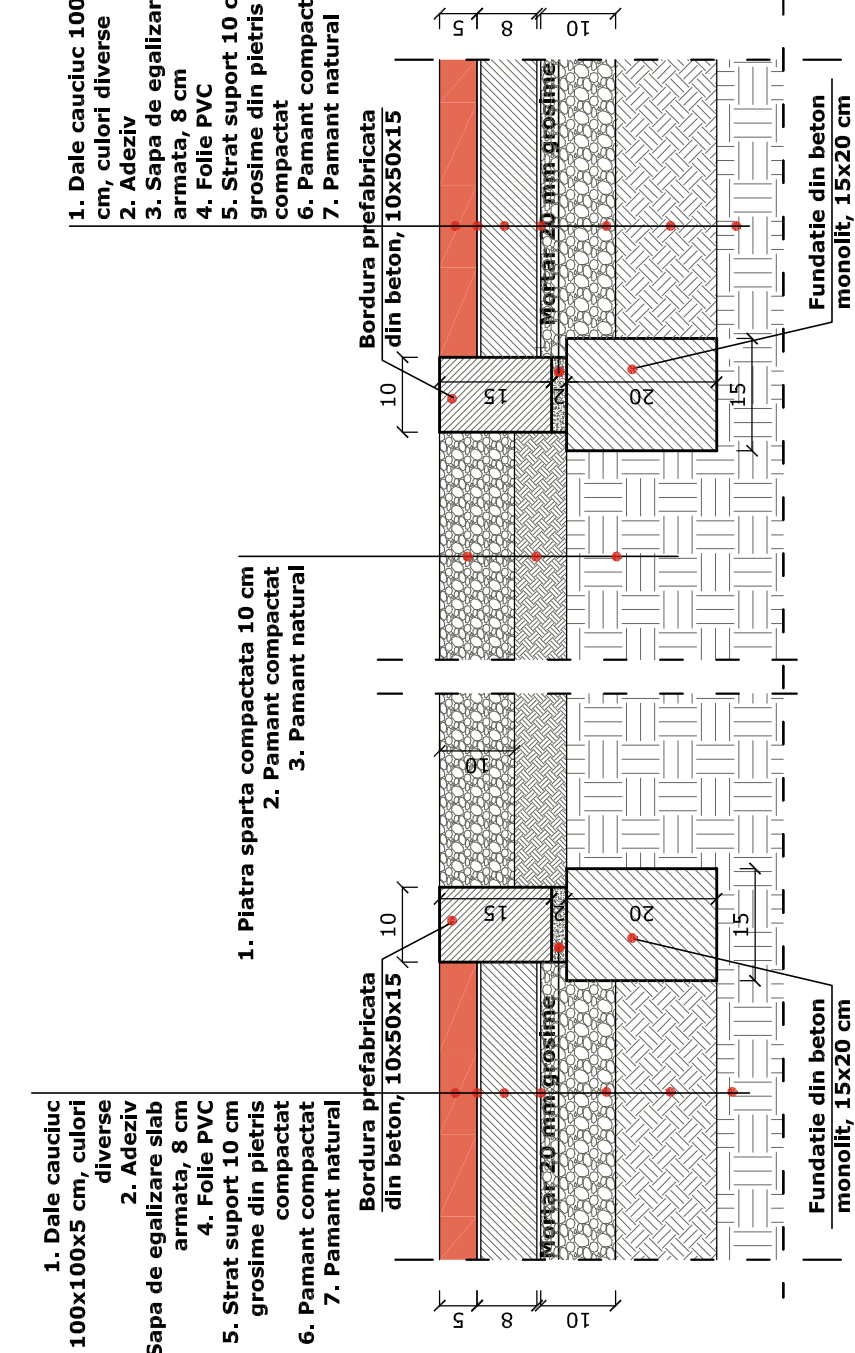 1. Dale cauciuc
100x100x5 cm, culori
diverse
2. Adeziv
Sapa de egalizare slab
armata, 8 cm
4. Folie PVC
5. Strat suport 10 cm
grosime din pietris
compactat
6. Pamant compactat
7. Pamant natural
Bordura prefabricata
din beton, 10x50x15
Mortar 20 mm grosime
Fundatie din beton
monolit, 15x20 cm
5
8
10
10
15
2
20
15
10
1. Piatra sparta compactata 10 cm
2. Pamant compactat
3. Pamant natural
1. Dale cauciuc 100
cm, culori diverse
2. Adeziv
3. Sapa de egalizar
armata, 8 cm
4. Folie PVC
5. Strat suport 10 c
grosime din pietris
compactat
6. Pamant compact
7. Pamant natural
Bordura prefabricata
din beton, 10x50x15
Mortar 20 mm grosime
Fundatie din beton
monolit, 15x20 cm
10
15
2
20
15
5
8
10